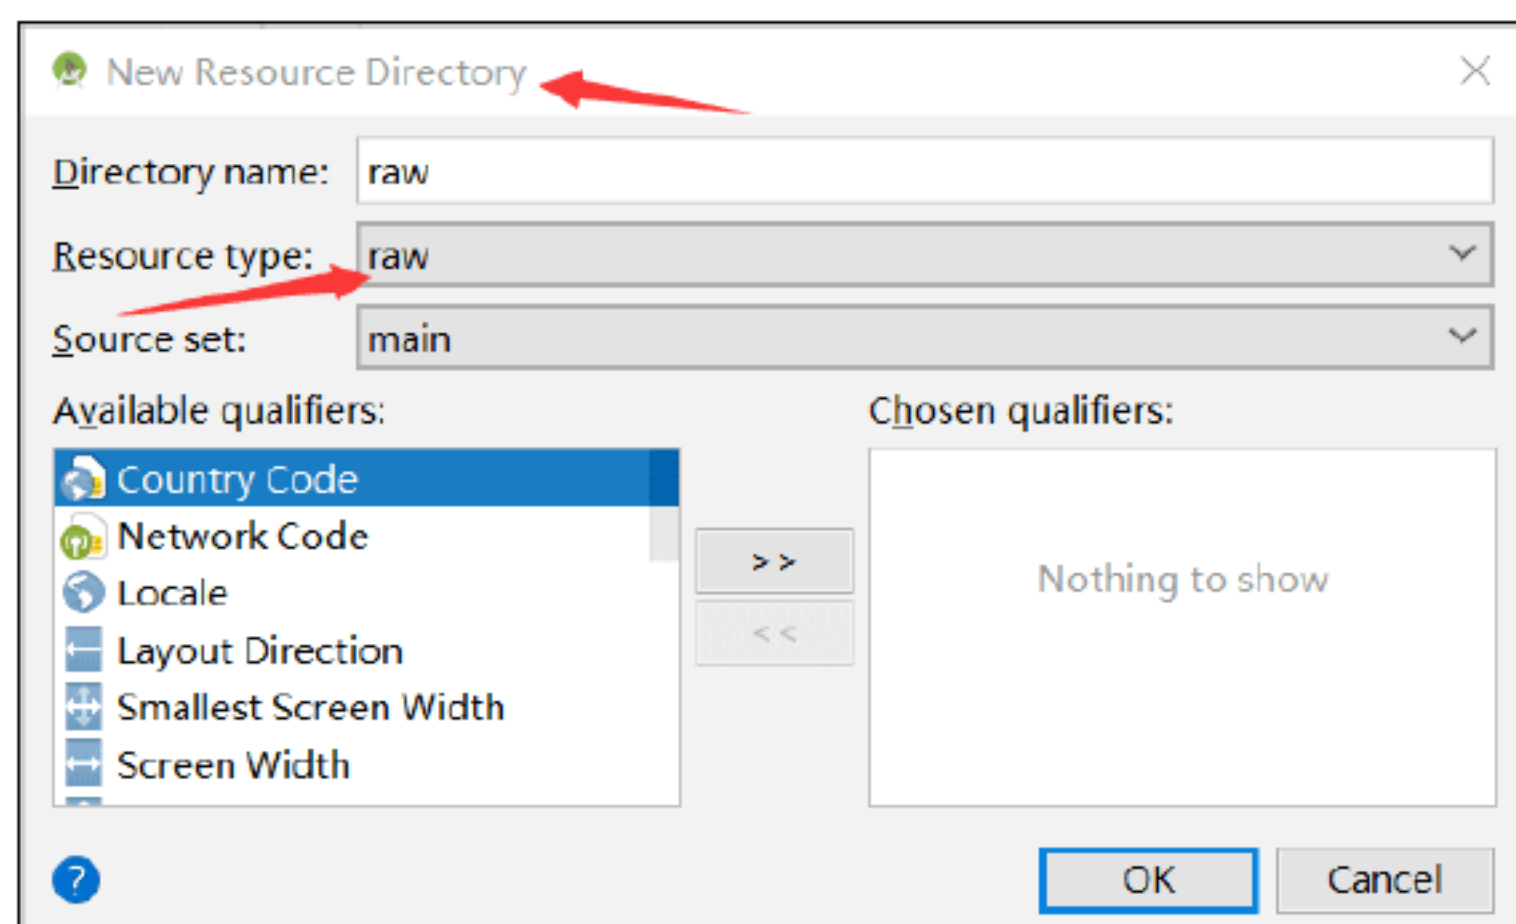 New Resource Directory
Directory name: raw
Resource type: raw
Source set: main
Available qualifiers: Chosen qualifiers:
Country Code
Network Code
Locale
Layout Direction
Smallest Screen Width
Screen Width
>>
<<
Nothing to show
? OK Cancel